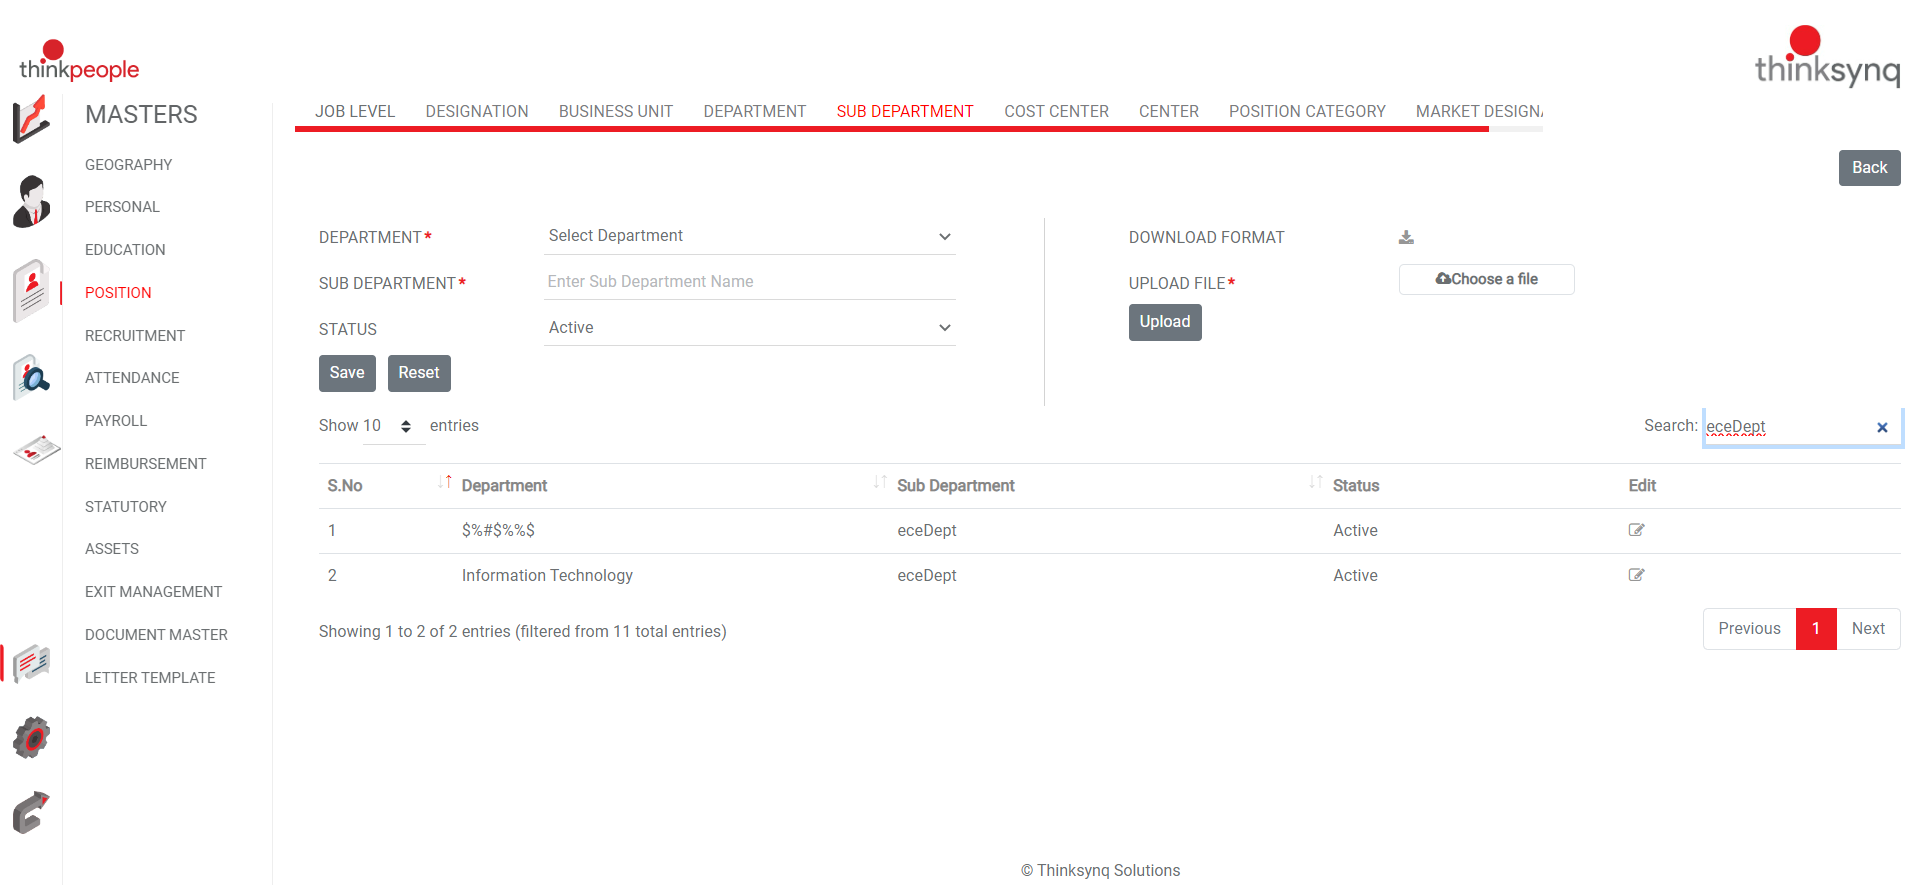 thinkpeople
thinksynq
MASTERS
GEOGRAPHY
PERSONAL
EDUCATION
POSITION
RECRUITMENT
ATTENDANCE
PAYROLL
REIMBURSEMENT
STATUTORY
ASSETS
EXIT MANAGEMENT
DOCUMENT MASTER
LETTER TEMPLATE
JOB LEVEL DESIGNATION BUSINESS UNIT DEPARTMENT SUB DEPARTMENT COST CENTER CENTER POSITION CATEGORY MARKET DESIGNA
Back
DEPARTMENT* Select Department
SUB DEPARTMENT* Enter Sub Department Name
STATUS Active
Save Reset
DOWNLOAD FORMAT
UPLOAD FILE* Choose a file
Upload
Show 10 entries
Search: eceDept
S.No Department Sub Department Status Edit
1 $%#$%%$ eceDept Active
2 Information Technology eceDept Active
Showing 1 to 2 of 2 entries (filtered from 11 total entries)
Previous 1 Next
© Thinksynq Solutions